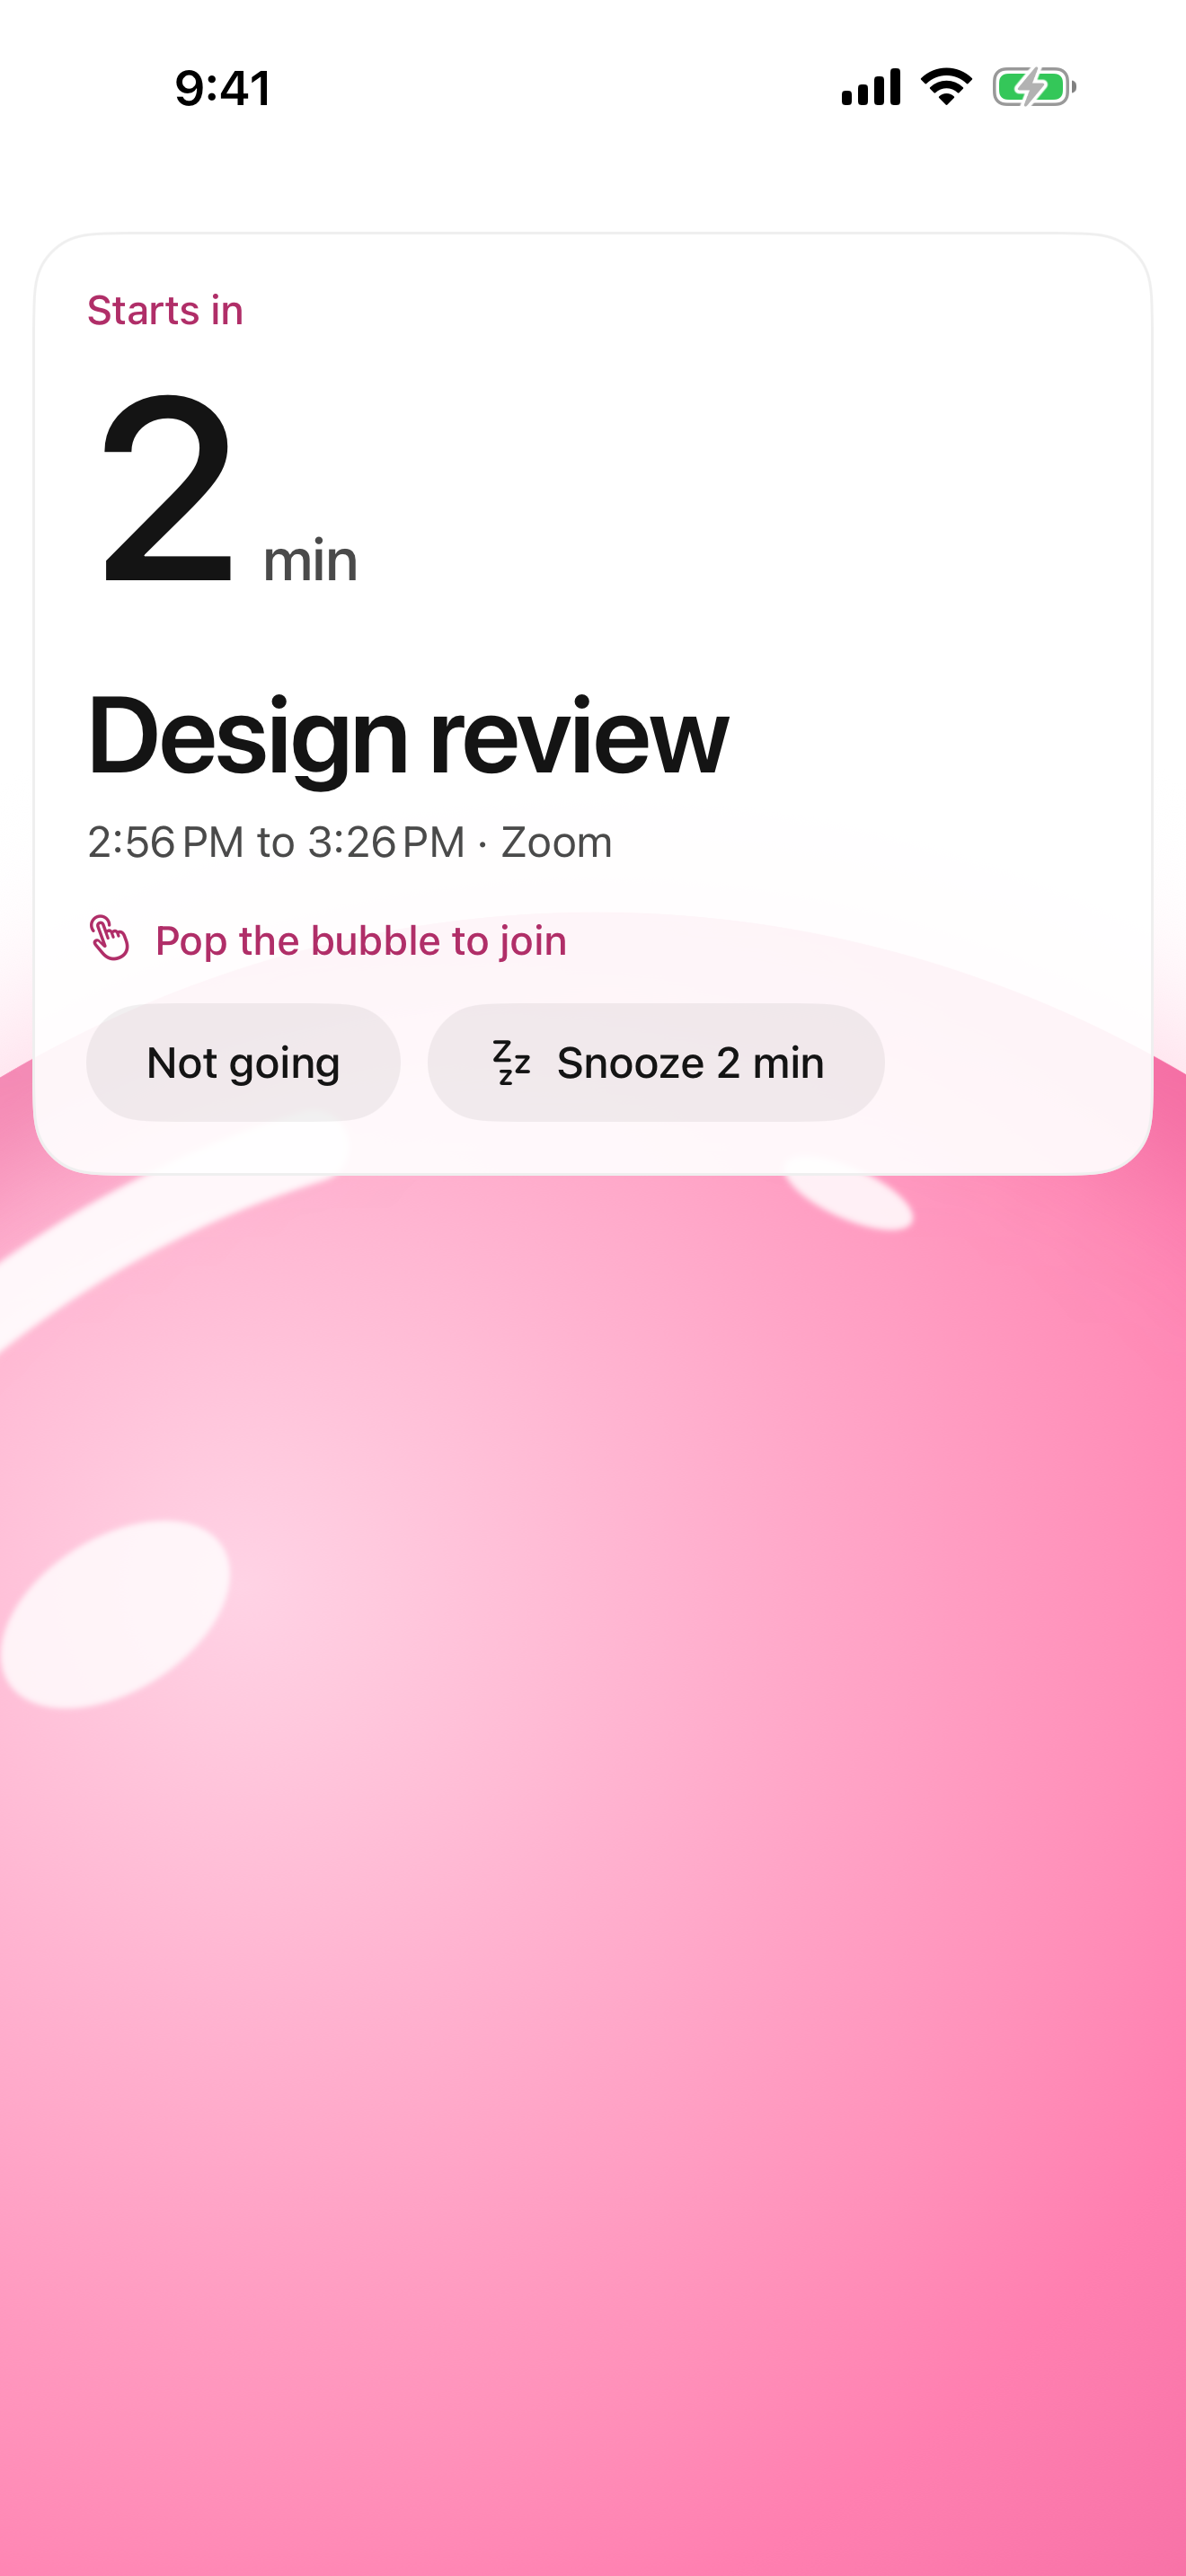 9:41
Starts in
2 min
Design review
2:56 PM to 3:26 PM · Zoom
Pop the bubble to join
Not going
Snooze 2 min